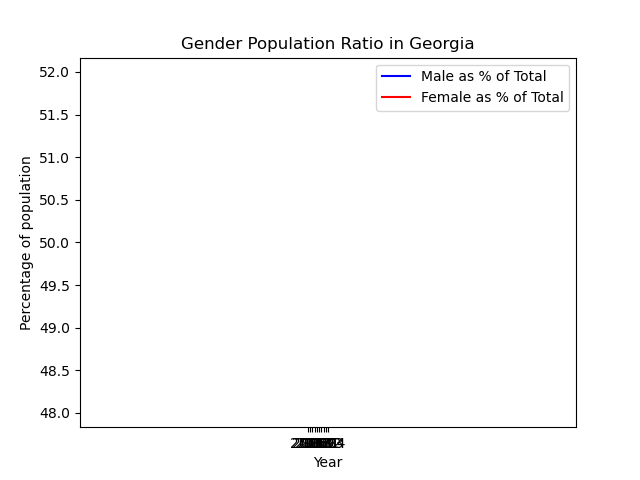 Gender Population Ratio in Georgia
Male as % of Total
Female as % of Total
52.0
51.5
51.0
50.5
50.0
49.5
49.0
48.5
48.0
Percentage of population
Year